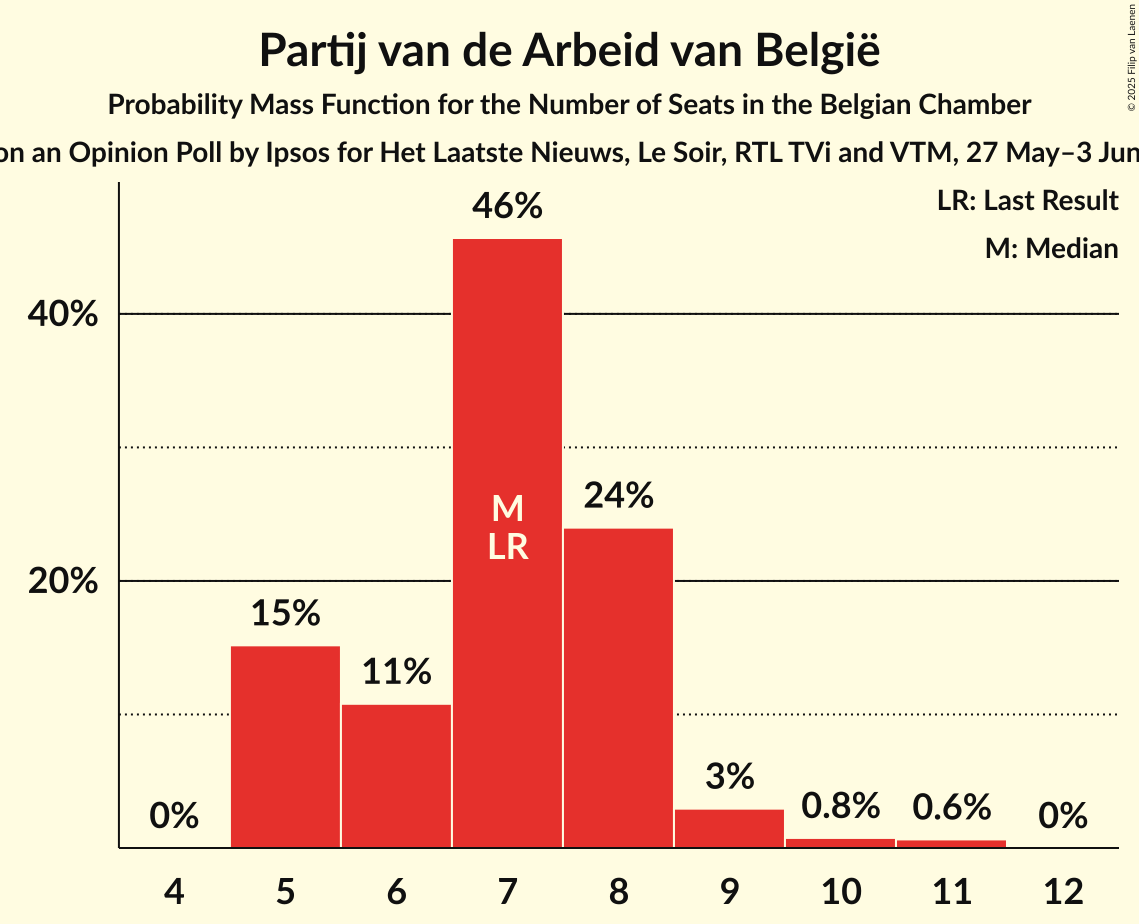 Partij van de Arbeid van België
Probability Mass Function for the Number of Seats in the Belgian Chamber
on an Opinion Poll by Ipsos for Het Laatste Nieuws, Le Soir, RTL TVi and VTM, 27 May–3 Jun
© 2025 Filip van Laenen
LR: Last Result
M: Median
46%
40%
24%
M
LR
20%
15%
11%
3%
0.8%
0.6%
0%
0%
4 5 6 7 8 9 10 11 12